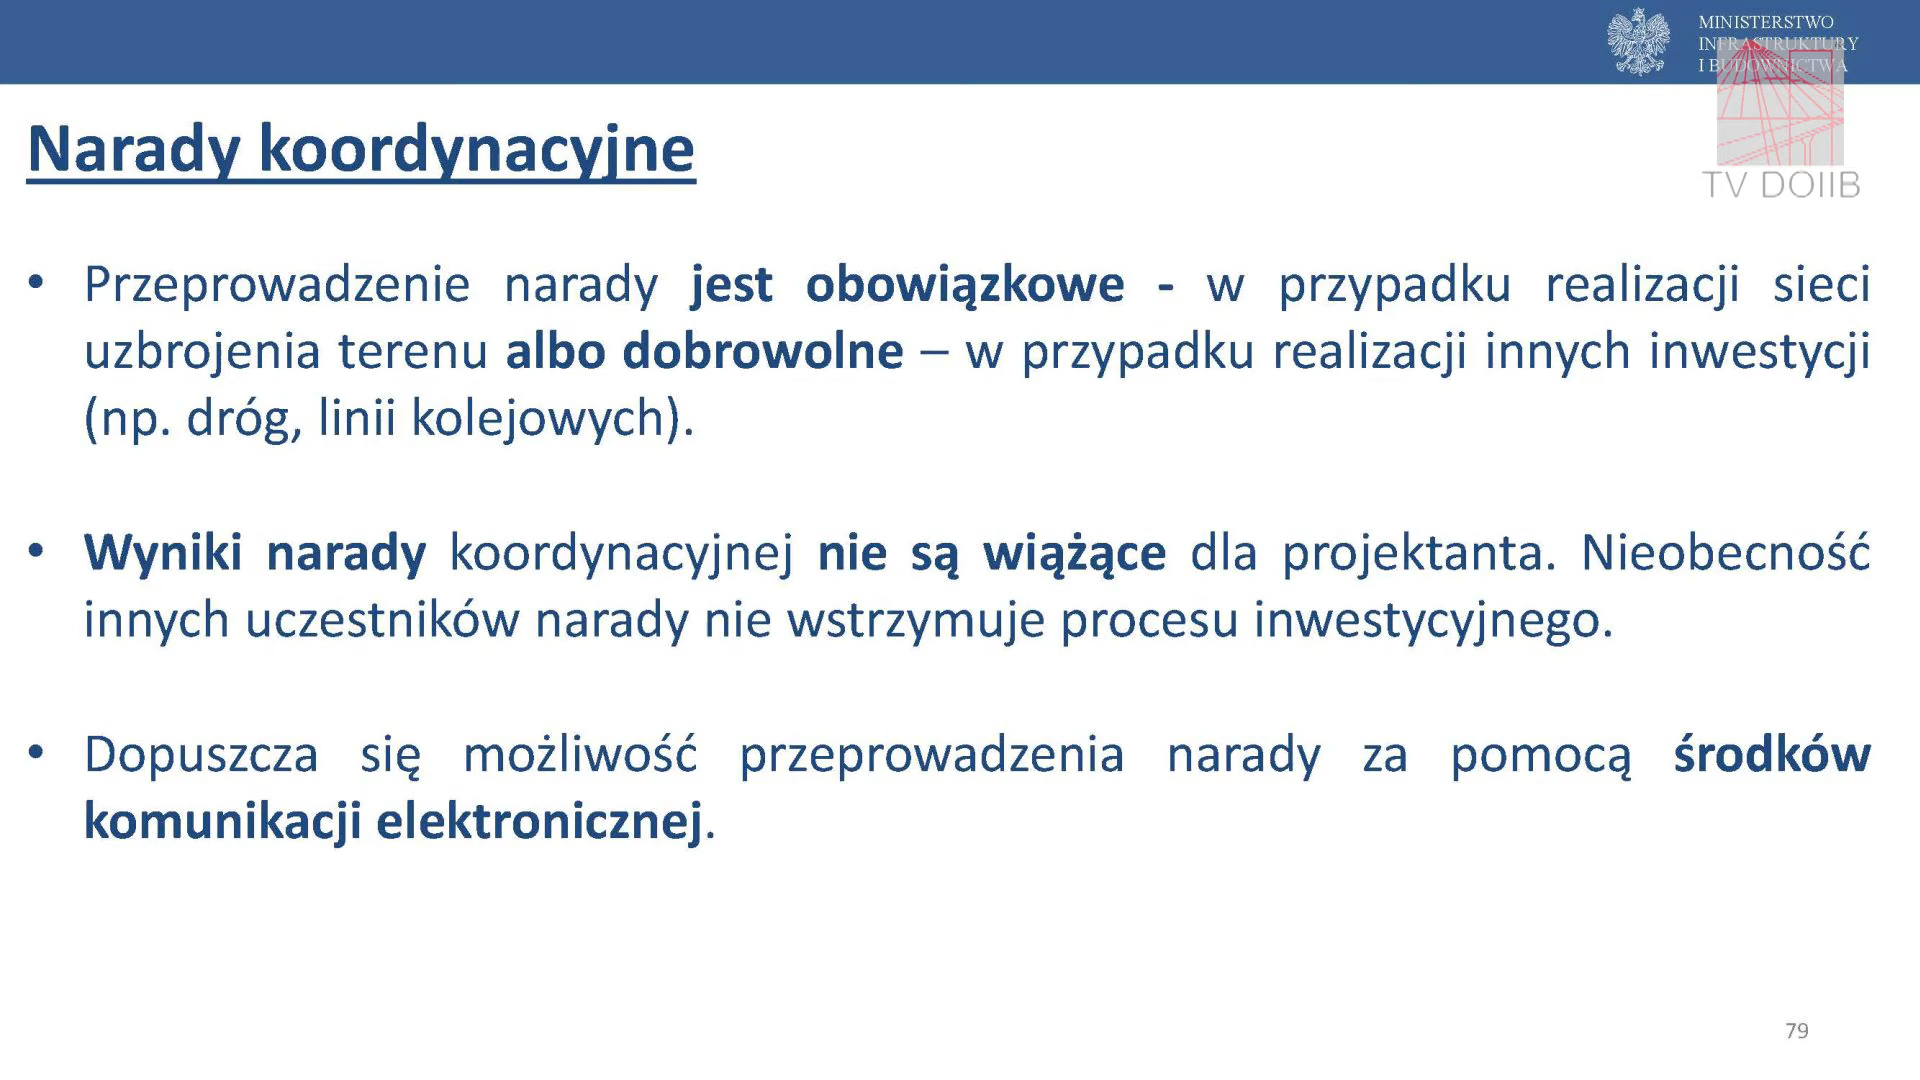 MINISTERSTWO
INFRASTRUKTURY
I BUDOWNICTWA
TV DOIIB
Narady koordynacyjne
• Przeprowadzenie narady jest obowiązkowe - w przypadku realizacji sieci
uzbrojenia terenu albo dobrowolne – w przypadku realizacji innych inwestycji
(np. dróg, linii kolejowych).
• Wyniki narady koordynacyjnej nie są wiążące dla projektanta. Nieobecność
innych uczestników narady nie wstrzymuje procesu inwestycyjnego.
• Dopuszcza się możliwość przeprowadzenia narady za pomocą środków
komunikacji elektronicznej.
79